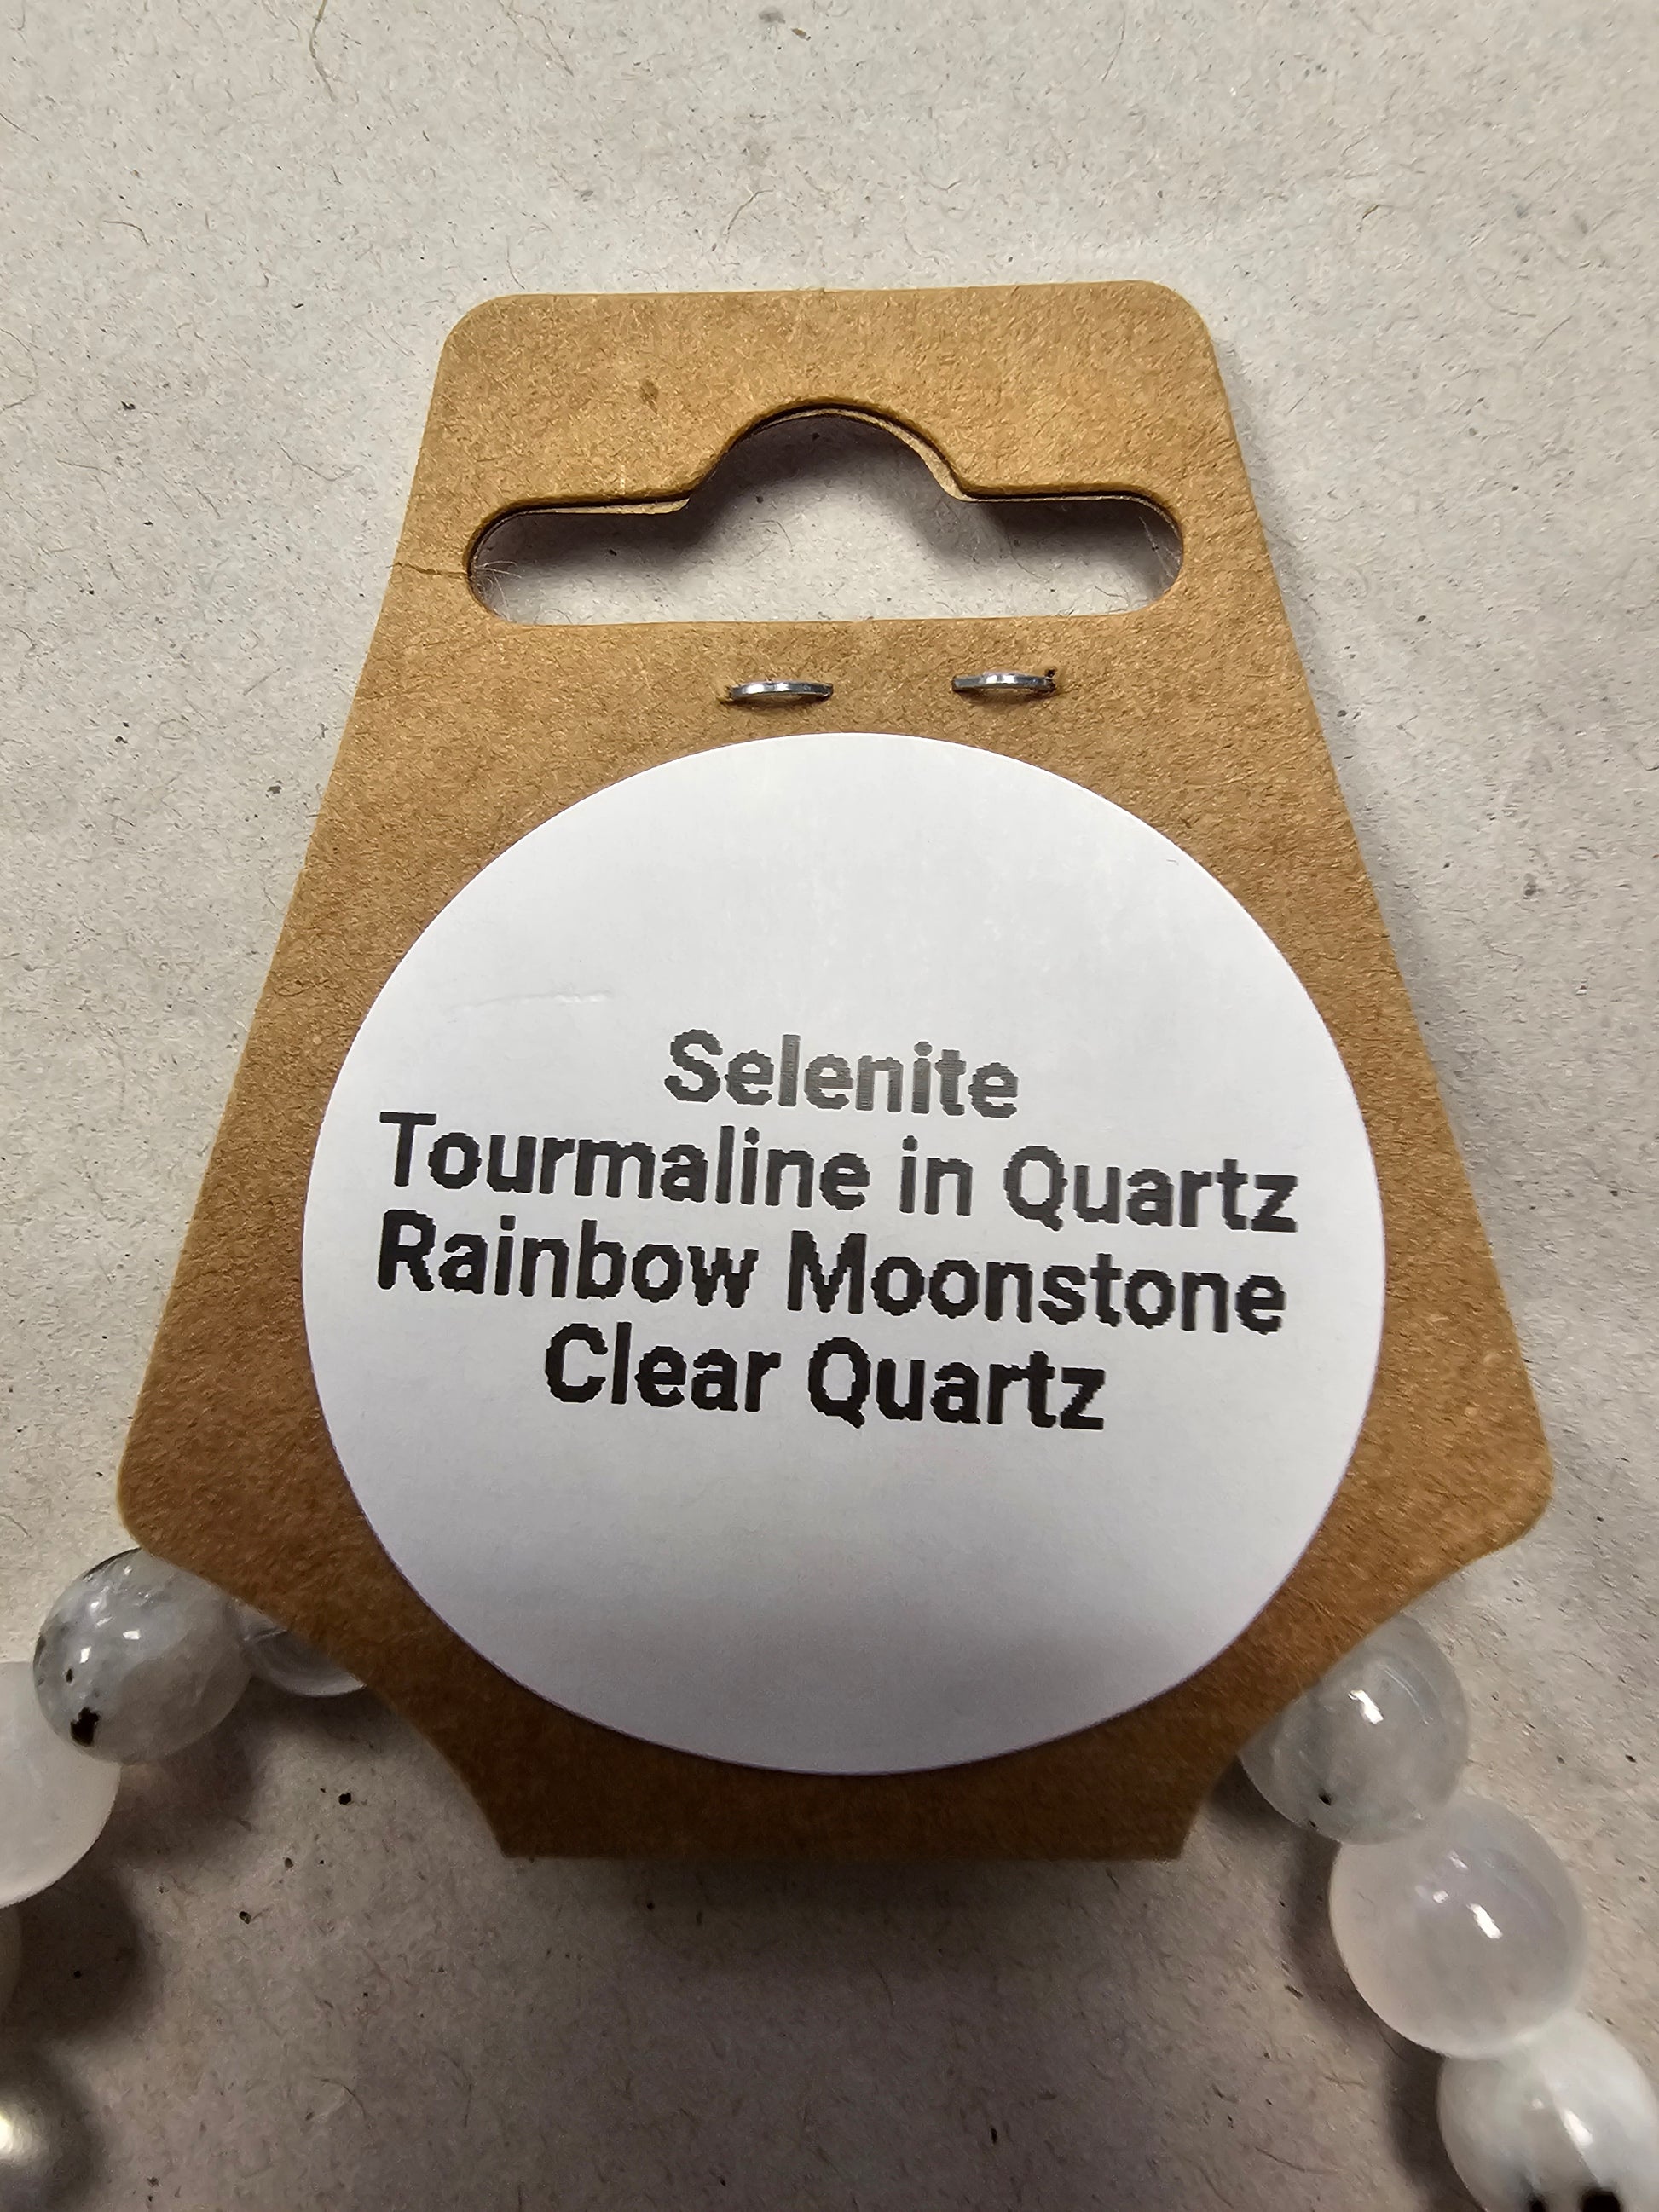 Selenite
Tourmaline in Quartz
Rainbow Moonstone
Clear Quartz